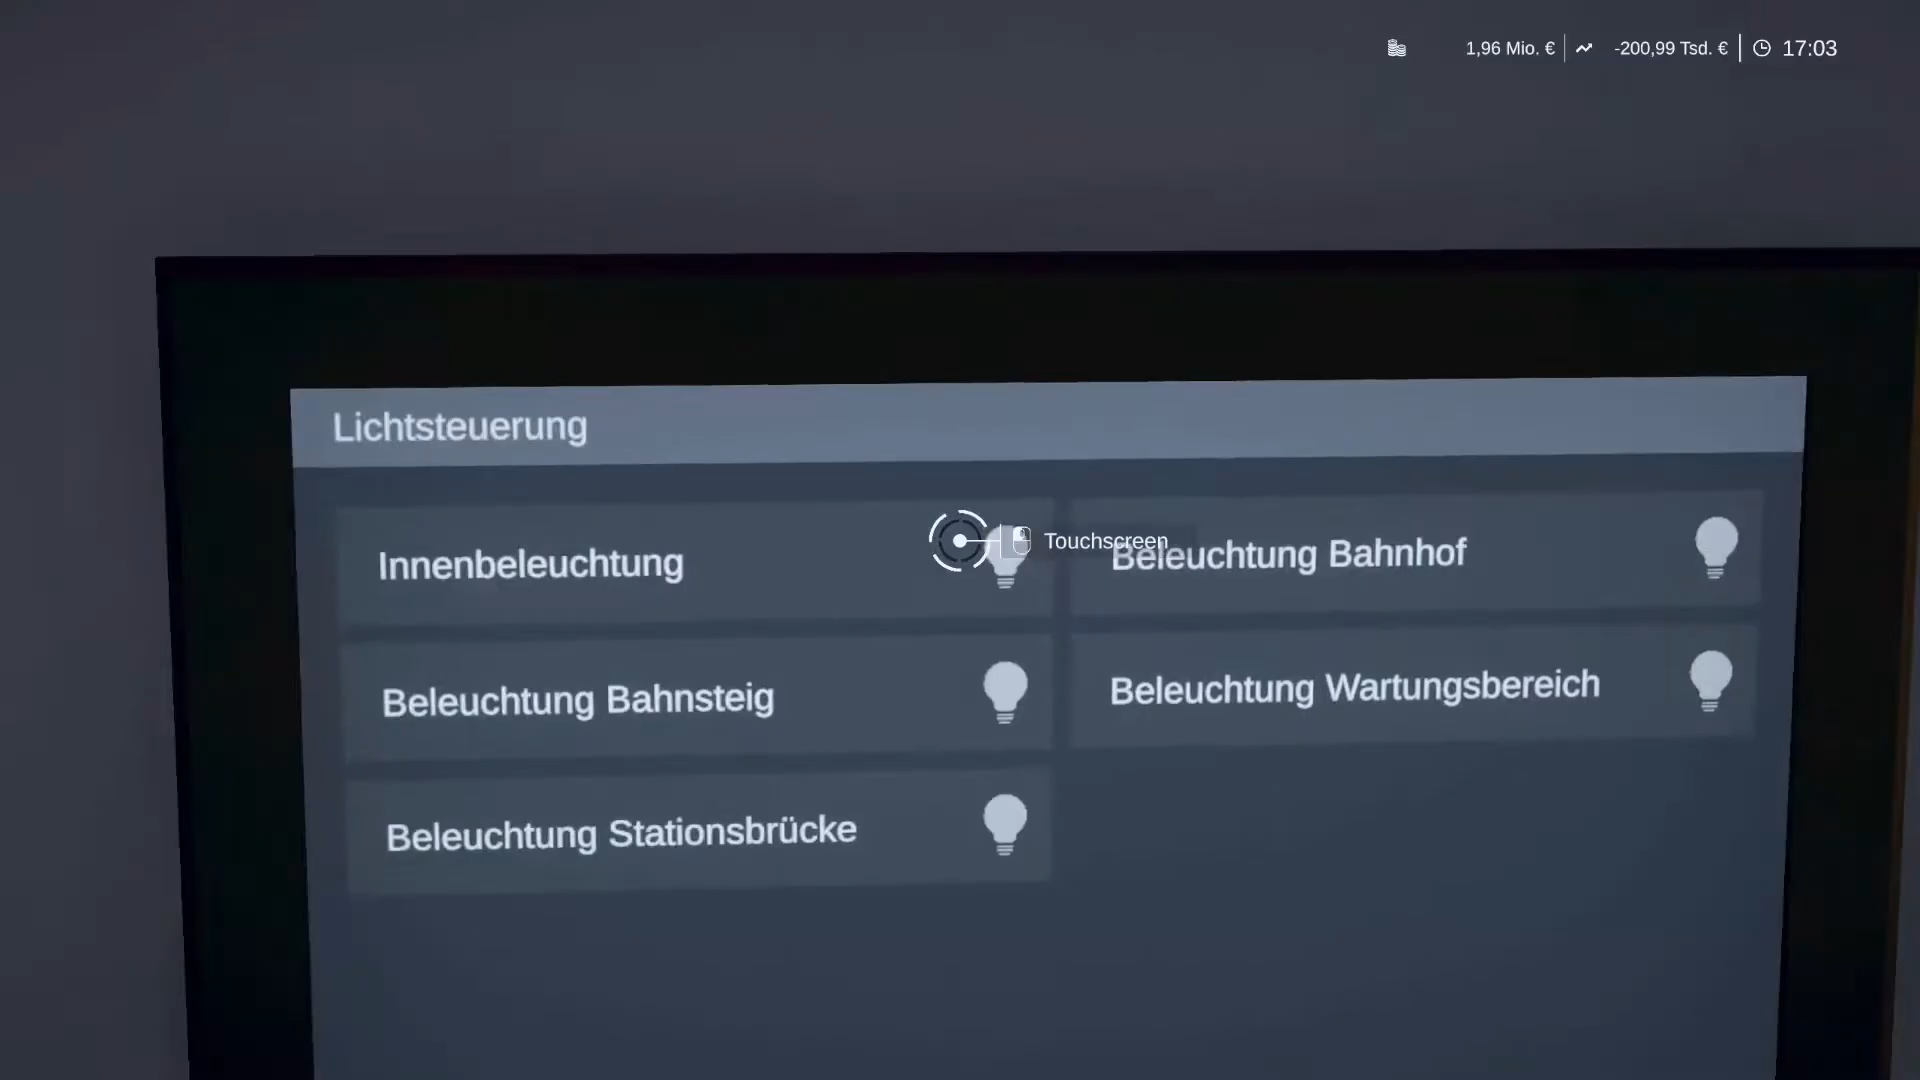 1,96 Mio. €
-200,99 Tsd. €
17:03
Lichtsteuerung
Innenbeleuchtung
Touchscreen
Beleuchtung Bahnhof
Beleuchtung Bahnsteig
Beleuchtung Wartungsbereich
Beleuchtung Stationsbrücke